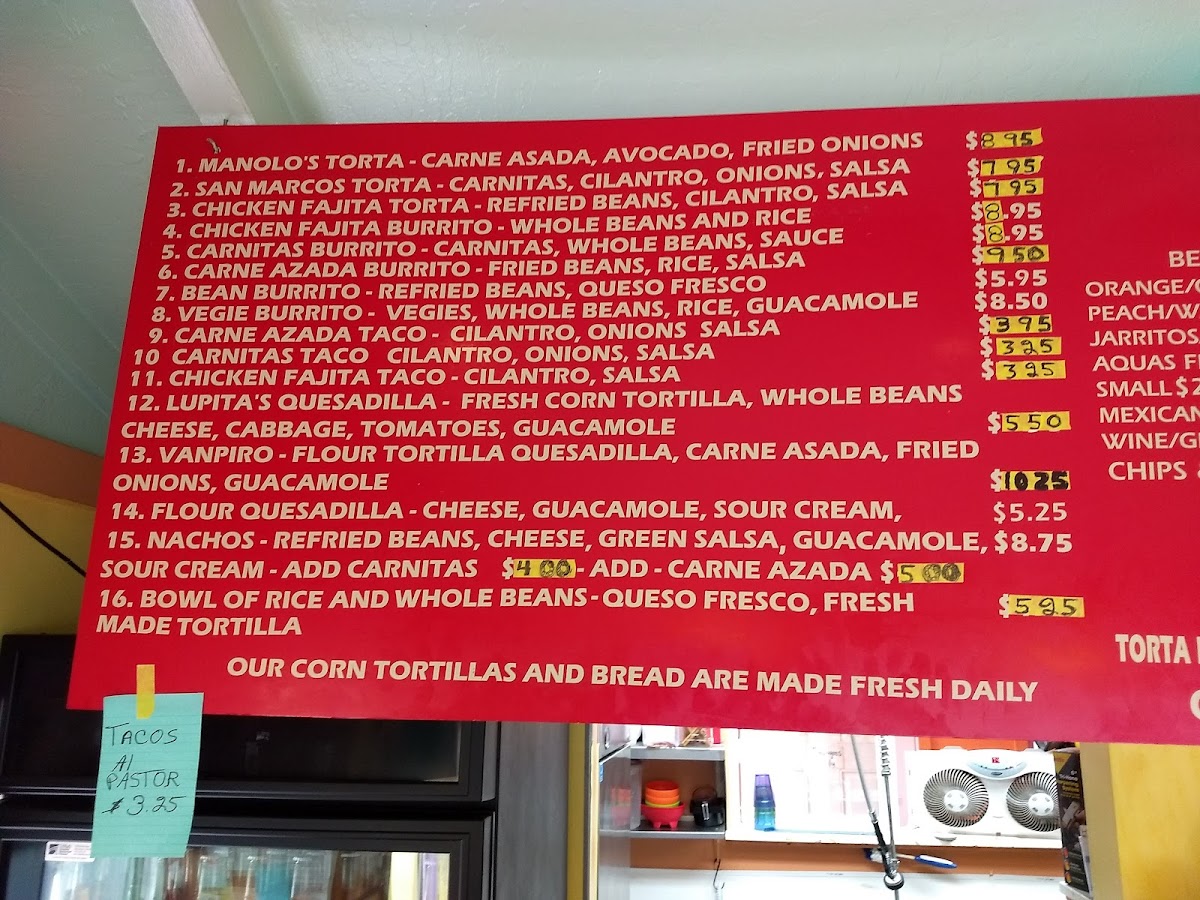 1. MANOLO'S TORTA - CARNE ASADA, AVOCADO, FRIED ONIONS $8 95
2. SAN MARCOS TORTA - CARNITAS, CILANTRO, ONIONS, SALSA $7 95
3. CHICKEN FAJITA TORTA - REFRIED BEANS, CILANTRO, SALSA $7 95
4. CHICKEN FAJITA BURRITO - WHOLE BEANS AND RICE $8.95
5. CARNITAS BURRITO - CARNITAS, WHOLE BEANS, SAUCE $8.95
6. CARNE AZADA BURRITO - FRIED BEANS, RICE, SALSA $9 50
7. BEAN BURRITO - REFRIED BEANS, QUESO FRESCO $5.95
8. VEGIE BURRITO - VEGIES, WHOLE BEANS, RICE, GUACAMOLE $8.50
9. CARNE AZADA TACO - CILANTRO, ONIONS SALSA $3 95
10 CARNITAS TACO CILANTRO, ONIONS, SALSA $3 25
11. CHICKEN FAJITA TACO - CILANTRO, SALSA $3 25
12. LUPITA'S QUESADILLA - FRESH CORN TORTILLA, WHOLE BEANS
CHEESE, CABBAGE, TOMATOES, GUACAMOLE $5 50
13. VANPIRO - FLOUR TORTILLA QUESADILLA, CARNE ASADA, FRIED
ONIONS, GUACAMOLE $10 25
14. FLOUR QUESADILLA - CHEESE, GUACAMOLE, SOUR CREAM, $5.25
15. NACHOS - REFRIED BEANS, CHEESE, GREEN SALSA, GUACAMOLE, $8.75
SOUR CREAM - ADD CARNITAS $4 00 - ADD - CARNE AZADA $5 00
16. BOWL OF RICE AND WHOLE BEANS - QUESO FRESCO, FRESH $5 25
MADE TORTILLA
OUR CORN TORTILLAS AND BREAD ARE MADE FRESH DAILY
BE
ORANGE/
PEACH/W
JARRITOS
AQUAS F
SMALL $2
MEXICAN
WINE/G
CHIPS
TORTA
TACOS
Al
PASTOR
$3.25